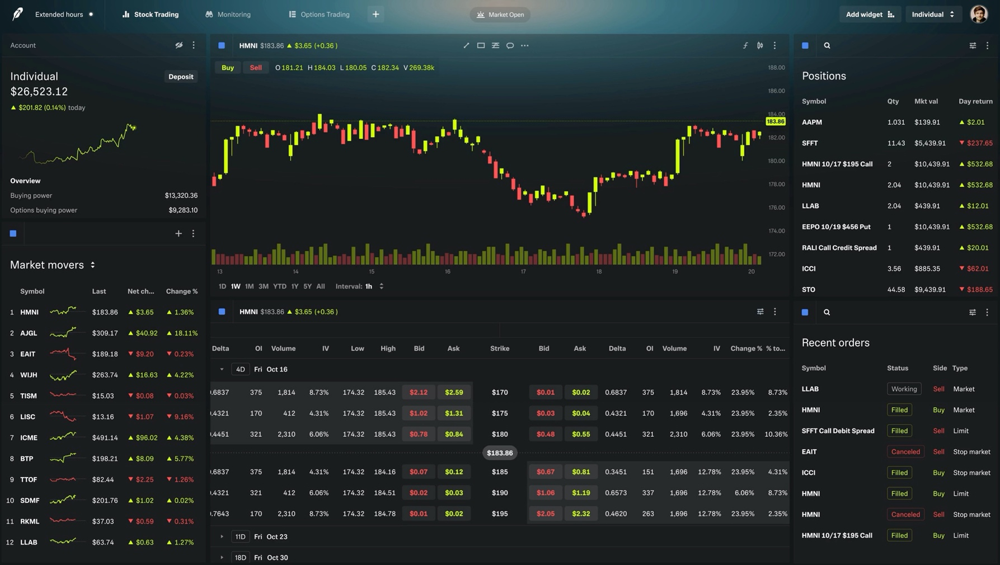 Extended hours
Stock Trading
Monitoring
Options Trading
+
Market Open
Add widget
Individual
Account
Individual
Deposit
$26,523.12
▲ $201.82 (0.14%) today
Overview
Buying power $13,320.36
Options buying power $9,283.10
Market movers
Symbol Last Net ch... Change %
1 HMNI $183.86 ▲ $3.65 ▲ 1.36%
2 AJGL $309.17 ▲ $40.92 ▲ 18.11%
3 EAIT $189.18 ▼ $9.20 ▼ 0.23%
4 WIJH $263.74 ▲ $16.63 ▲ 4.22%
5 TISM $15.03 ▼ $0.08 ▼ 0.03%
6 LISC $13.16 ▼ $1.07 ▼ 9.16%
7 ICME $491.14 ▲ $96.02 ▲ 4.38%
8 BTP $198.21 ▲ $8.09 ▲ 5.77%
9 TTOF $82.44 ▼ $2.25 ▼ 1.26%
10 SDMF $201.76 ▲ $1.02 ▲ 0.02%
11 RKML $37.03 ▼ $0.59 ▼ 0.31%
12 LLAB $63.74 ▲ $0.63 ▲ 1.27%
HMNI $183.86 ▲ $3.65 (+0.36 )
Buy Sell O 181.21 H 184.03 L 180.05 C 182.34 V 269.38k
188.00
186.00
184.00
183.86
182.00
180.00
178.00
176.00
174.00
172.00
13 14 15 16 17 18 19 20
1D 1W 1M 3M YTD 1Y 5Y All Interval: 1h
HMNI $183.86 ▲ $3.65 (+0.36 )
Delta OI Volume IV Low High Bid Ask Strike Bid Ask Delta OI Volume IV Change % % to...
4D Fri Oct 16
.6837 375 1,814 8.73% 174.32 185.43 $2.12 $2.59 $170 $0.01 $0.02 0.6837 375 1,814 8.73% 23.95% 8.73%
.4321 170 412 4.31% 174.32 185.43 $1.02 $1.31 $175 $0.03 $0.04 0.4321 170 1,696 4.31% 23.95% 2.35%
.4451 321 2,310 6.06% 174.32 185.43 $0.78 $0.84 $180 $0.48 $0.55 0.4451 321 2,310 6.06% 23.95% 10.36%
$183.86
.6837 375 1,814 4.31% 184.32 184.16 $0.07 $0.12 $185 $0.67 $0.81 0.3451 151 1,696 12.78% 23.95% 4.31%
.4321 321 412 6.06% 174.32 184.51 $0.02 $0.03 $190 $1.06 $1.19 0.6573 337 1,696 12.78% 6.06% 8.73%
.7643 170 2,310 8.73% 174.32 184.78 $0.01 $0.02 $195 $2.05 $2.32 0.4620 263 1,696 12.78% 23.95% 2.35%
11D Fri Oct 23
18D Fri Oct 30
Positions
Symbol Qty Mkt val Day return
AAPM 1.031 $139.91 ▲ $2.01
SFFT 11.43 $5,439.91 ▼ $237.65
HMNI 10/17 $195 Call 2 $10,439.91 ▲ $532.68
HMNI 2.04 $10,439.91 ▲ $532.68
LLAB 2.04 $439.91 ▲ $12.01
EEPO 10/19 $456 Put 1 $10,439.91 ▲ $532.68
RALI Call Credit Spread 1 $439.91 ▲ $20.01
ICCI 3.56 $885.35 ▼ $62.01
STO 44.58 $9,439.91 ▼ $188.65
Recent orders
Symbol Status Side Type
LLAB Working Sell Market
HMNI Filled Buy Market
SFFT Call Debit Spread Filled Sell Limit
EAIT Canceled Sell Stop market
ICCI Filled Buy Stop market
HMNI Filled Buy Limit
HMNI Canceled Sell Stop market
HMNI 10/17 $195 Call Filled Buy Limit